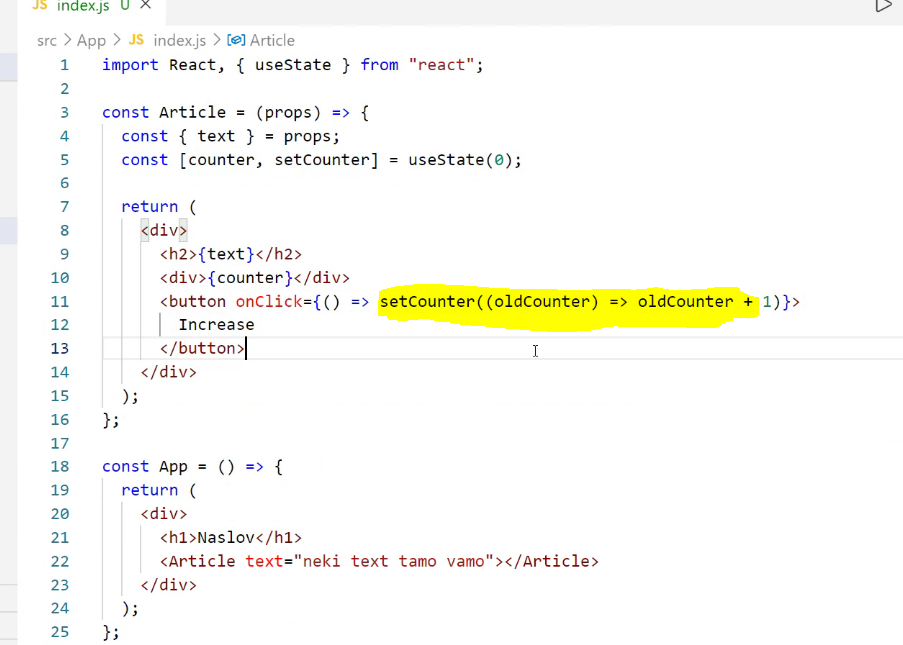 JS index.js U ×
src > App > JS index.js > Article
1 import React, { useState } from "react";
2
3 const Article = (props) => {
4   const { text } = props;
5   const [counter, setCounter] = useState(0);
6
7   return (
8     <div>
9       <h2>{text}</h2>
10       <div>{counter}</div>
11       <button onClick={() => setCounter((oldCounter) => oldCounter + 1)}>
12         Increase
13       </button>
14     </div>
15   );
16 };
17
18 const App = () => {
19   return (
20     <div>
21       <h1>Naslov</h1>
22       <Article text="neki text tamo vamo"></Article>
23     </div>
24   );
25 };